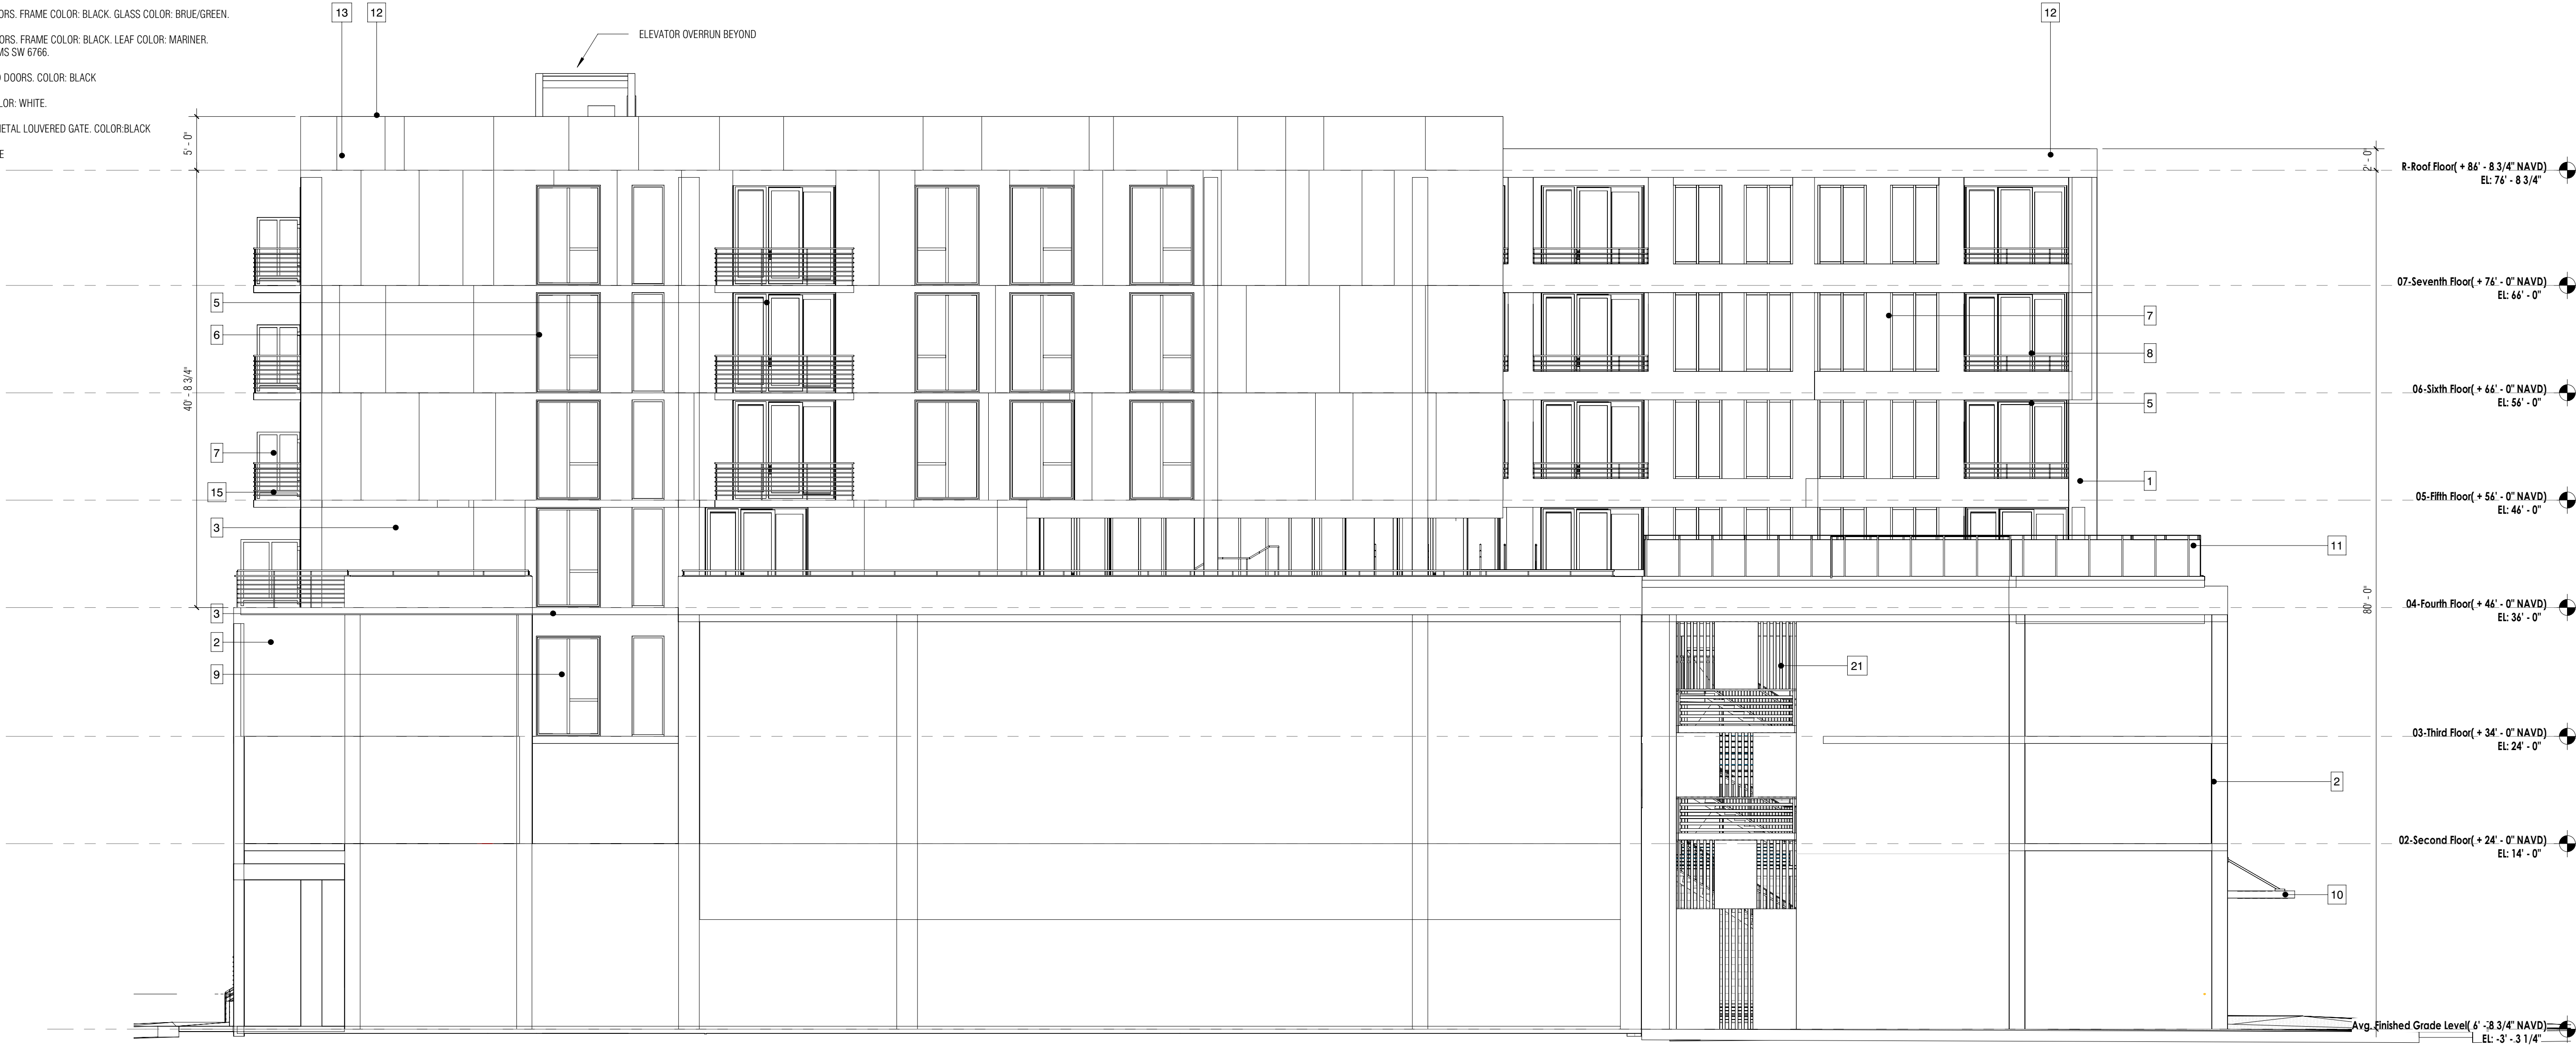 ORS. FRAME COLOR: BLACK. GLASS COLOR: BRUE/GREEN.
ORS. FRAME COLOR: BLACK. LEAF COLOR: MARINER.
MS SW 6766.
DOORS. COLOR: BLACK
LOR: WHITE.
METAL LOUVERED GATE. COLOR:BLACK
E
13
12
ELEVATOR OVERRUN BEYOND
12
5' - 0"
40' - 8 3/4"
2' - 0"
80' - 0"
R-Roof Floor( + 86' - 8 3/4" NAVD)
EL: 76' - 8 3/4"
07-Seventh Floor( + 76' - 0" NAVD)
EL: 66' - 0"
5
6
7
8
06-Sixth Floor( + 66' - 0" NAVD)
EL: 56' - 0"
5
7
15
1
05-Fifth Floor( + 56' - 0" NAVD)
EL: 46' - 0"
3
11
04-Fourth Floor( + 46' - 0" NAVD)
EL: 36' - 0"
3
2
9
21
03-Third Floor( + 34' - 0" NAVD)
EL: 24' - 0"
2
02-Second Floor( + 24' - 0" NAVD)
EL: 14' - 0"
10
Avg. Finished Grade Level( 6' - 8 3/4" NAVD)
EL: -3' - 3 1/4"